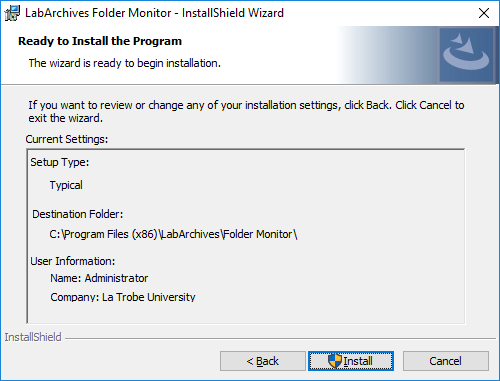 LabArchives Folder Monitor - InstallShield Wizard
Ready to Install the Program
The wizard is ready to begin installation.
If you want to review or change any of your installation settings, click Back. Click Cancel to
exit the wizard.
Current Settings:
Setup Type:
Typical
Destination Folder:
C:\Program Files (x86)\LabArchives\Folder Monitor\
User Information:
Name: Administrator
Company: La Trobe University
InstallShield
< Back
Install
Cancel